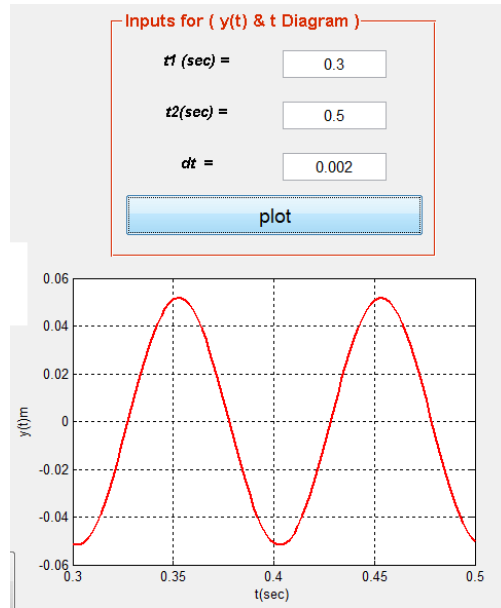 Inputs for ( y(t) & t Diagram )
t1 (sec) = 0.3
t2(sec) = 0.5
dt = 0.002
plot
0.06
0.04
0.02
0
-0.02
-0.04
-0.06
y(t)m
0.3 0.35 0.4 0.45 0.5
t(sec)